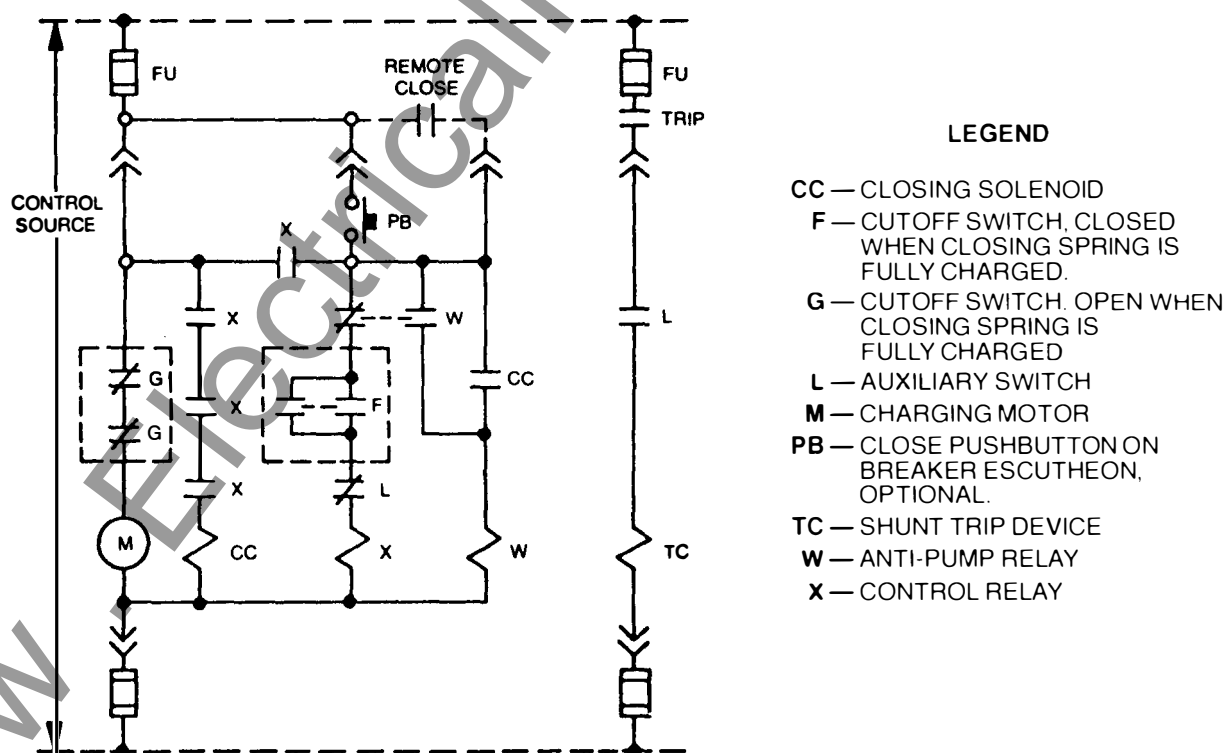 FU
REMOTE
CLOSE
FU
TRIP
CONTROL
SOURCE
X
PB
X
W
L
G
X
F
CC
G
X
L
M
CC
X
W
TC
LEGEND
CC — CLOSING SOLENOID
F — CUTOFF SWITCH, CLOSED
WHEN CLOSING SPRING IS
FULLY CHARGED.
G — CUTOFF SWITCH. OPEN WHEN
CLOSING SPRING IS
FULLY CHARGED
L — AUXILIARY SWITCH
M — CHARGING MOTOR
PB — CLOSE PUSHBUTTON ON
BREAKER ESCUTHEON,
OPTIONAL.
TC — SHUNT TRIP DEVICE
W — ANTI-PUMP RELAY
X — CONTROL RELAY
w . Electrical